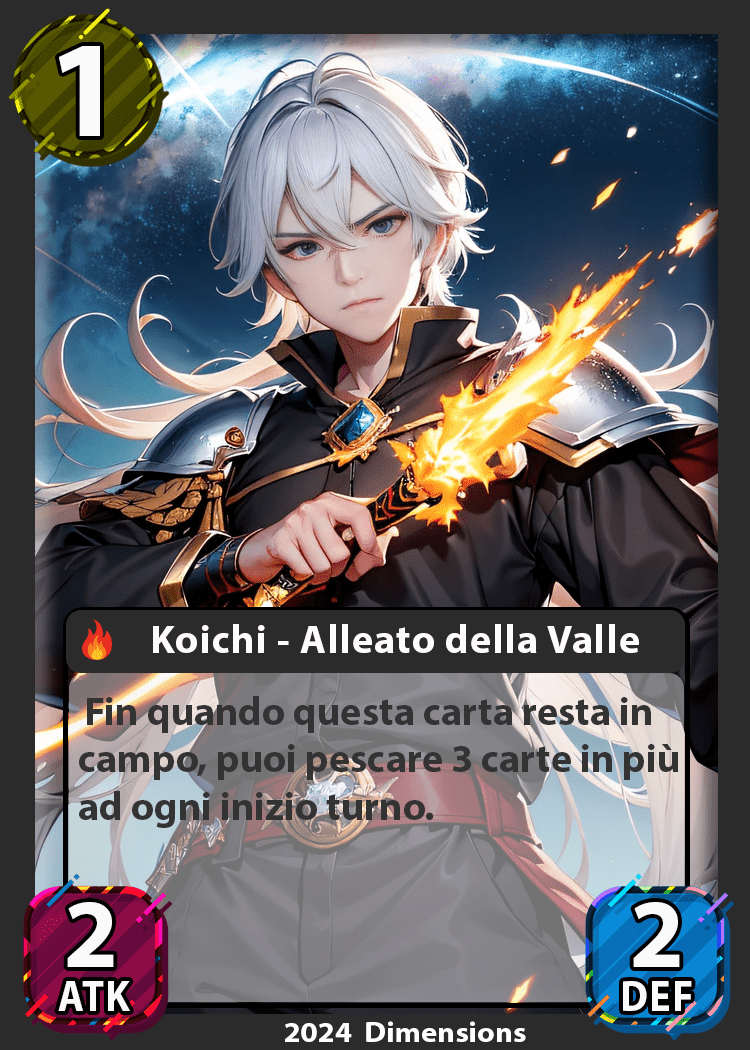 1
Koichi - Alleato della Valle
Fin quando questa carta resta in
campo, puoi pescare 3 carte in più
ad ogni inizio turno.
2
ATK
2
DEF
2024 Dimensions